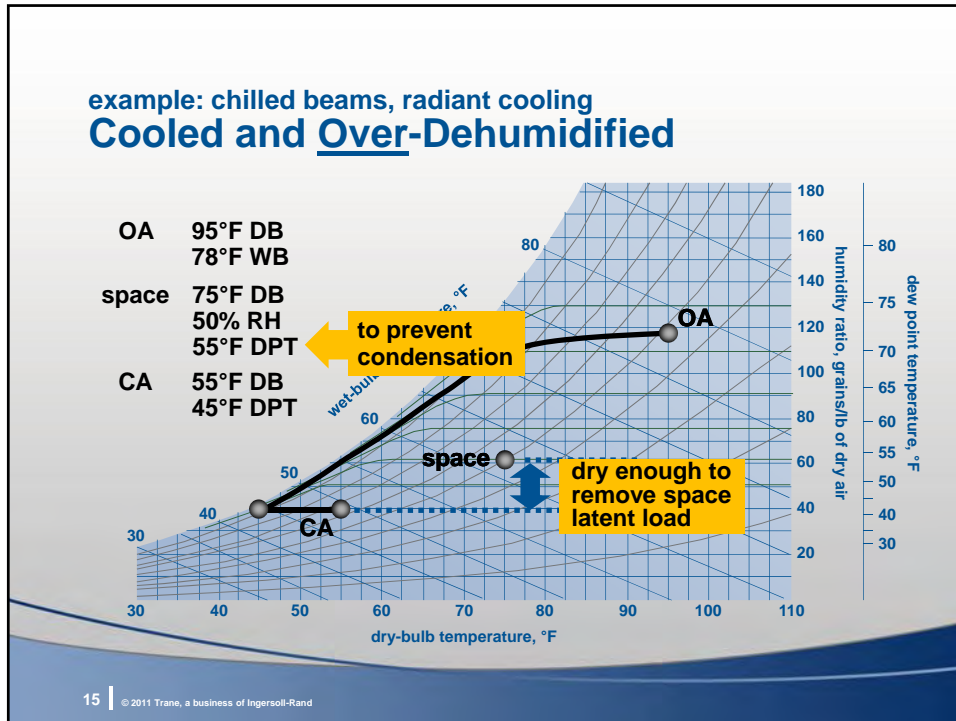 example: chilled beams, radiant cooling
Cooled and Over-Dehumidified
OA 95°F DB
78°F WB
space 75°F DB
50% RH
55°F DPT
CA 55°F DB
45°F DPT
to prevent
condensation
wet-bulb
, °F
OA
space
CA
dry enough to
remove space
latent load
30
40
50
60
80
180
160
140
120
100
80
60
40
20
humidity ratio, grains/lb of dry air
80
75
70
65
60
55
50
40
30
dew point temperature, °F
30 40 50 60 70 80 90 100 110
dry-bulb temperature, °F
15 © 2011 Trane, a business of Ingersoll-Rand